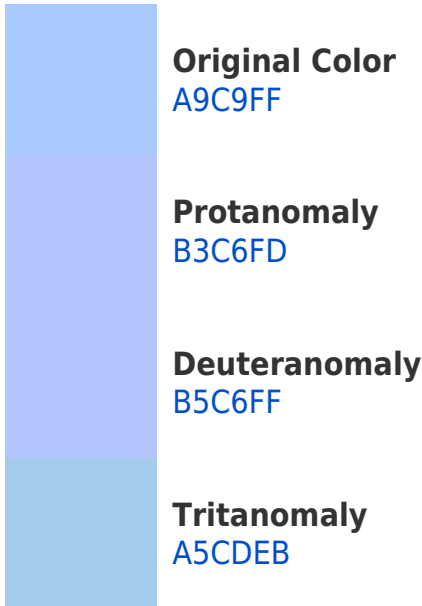 Original Color
A9C9FF
Protanomaly
B3C6FD
Deuteranomaly
B5C6FF
Tritanomaly
A5CDEB